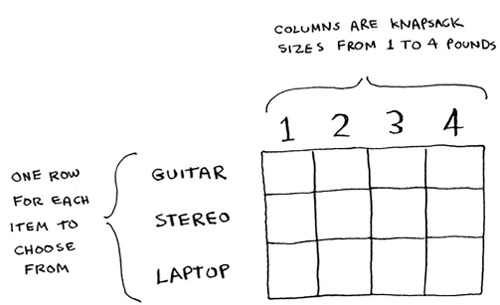 COLUMNS ARE KNAPSACK
SIZES FROM 1 TO 4 POUNDS
1 2 3 4
ONE ROW
FOR EACH
ITEM TO
CHOOSE
FROM
GUITAR
STEREO
LAPTOP